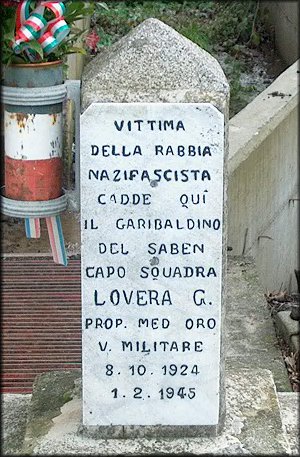 VITTIMA
DELLA RABBIA
NAZIFASCISTA
CADDE QUÌ
IL GARIBALDINO
DEL SABEN
CAPO SQUADRA
LOVERA G.
PROP. MED ORO
V. MILITARE
8. 10. 1924
1. 2. 1945